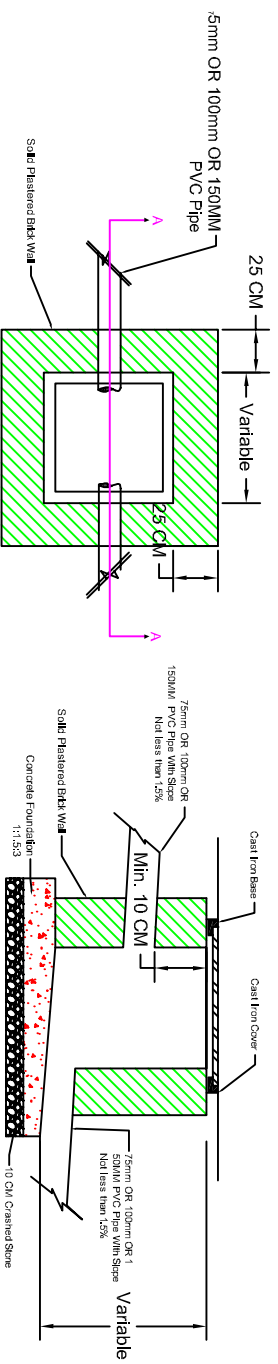 75mm OR 100mm OR 150MM
PVC Pipe
25 CM
Variable
25 CM
A
A
Solid Plastered Brick Wall
Cast Iron Base
Cast Iron Cover
75mm OR 100mm OR
150MM PVC Pipe With Slope
Not less than 1.5%
Min. 10 CM
Solid Plastered Brick Wall
Concrete Foundation
1:1.5:3
75mm OR 100mm OR 1
50MM PVC Pipe With Slope
Not less than 1.5%
Variable
10 CM Crashed Stone